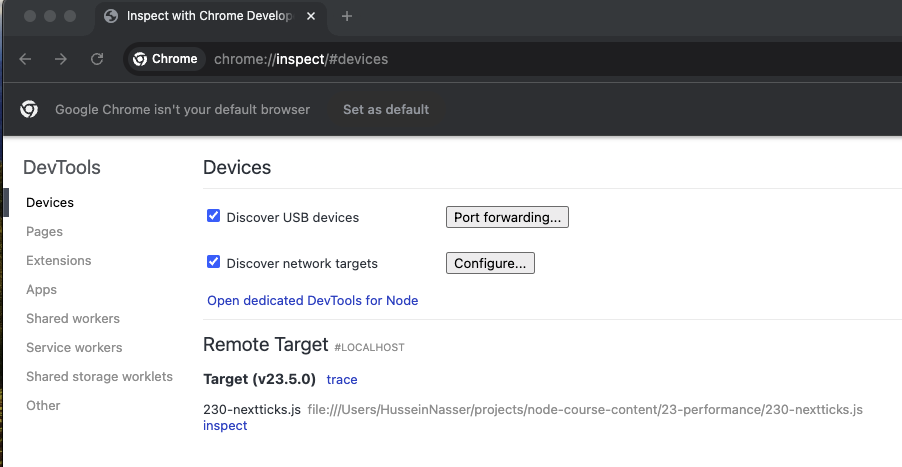 Inspect with Chrome Develop
Chrome chrome://inspect/#devices
Google Chrome isn't your default browser Set as default
DevTools
Devices
Pages
Extensions
Apps
Shared workers
Service workers
Shared storage worklets
Other
Devices
Discover USB devices Port forwarding...
Discover network targets Configure...
Open dedicated DevTools for Node
Remote Target #LOCALHOST
Target (v23.5.0) trace
230-nextticks.js file:///Users/HusseinNasser/projects/node-course-content/23-performance/230-nextticks.js
inspect